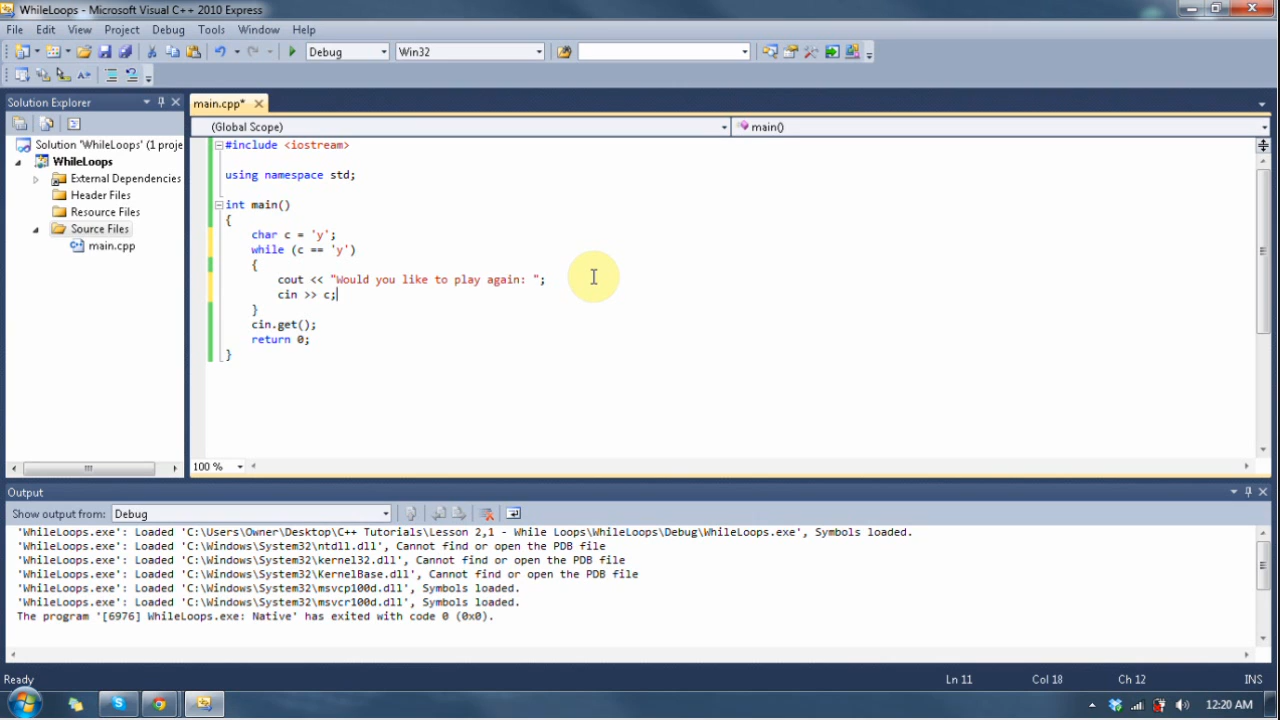 WhileLoops - Microsoft Visual C++ 2010 Express
File Edit View Project Debug Tools Window Help
Debug Win32
Solution Explorer
main.cpp*
(Global Scope) main()
Solution 'WhileLoops' (1 proje
WhileLoops
External Dependencies
Header Files
Resource Files
Source Files
main.cpp
#include <iostream>
using namespace std;
int main()
{
char c = 'y';
while (c == 'y')
{
cout << "Would you like to play again: ";
cin >> c;
}
cin.get();
return 0;
}
100 %
Output
Show output from: Debug
'WhileLoops.exe': Loaded 'C:\Users\Owner\Desktop\C++ Tutorials\Lesson 2,1 - While Loops\WhileLoops\Debug\WhileLoops.exe', Symbols loaded.
'WhileLoops.exe': Loaded 'C:\Windows\System32\ntdll.dll', Cannot find or open the PDB file
'WhileLoops.exe': Loaded 'C:\Windows\System32\kernel32.dll', Cannot find or open the PDB file
'WhileLoops.exe': Loaded 'C:\Windows\System32\KernelBase.dll', Cannot find or open the PDB file
'WhileLoops.exe': Loaded 'C:\Windows\System32\msvcp100d.dll', Symbols loaded.
'WhileLoops.exe': Loaded 'C:\Windows\System32\msvcr100d.dll', Symbols loaded.
The program '[6976] WhileLoops.exe: Native' has exited with code 0 (0x0).
Ready Ln 11 Col 18 Ch 12 INS
12:20 AM